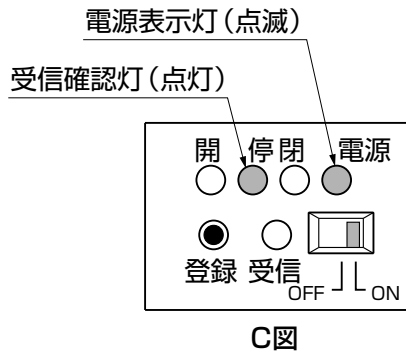 電源表示灯（点滅）
受信確認灯（点灯）
開 停 閉 電源
登録 受信
OFF ON
C図